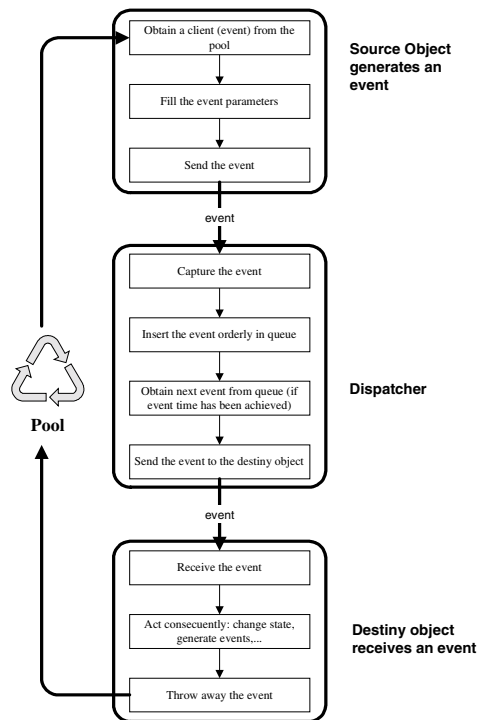 Obtain a client (event) from the
pool
Source Object
generates an
event
Fill the event parameters
Send the event
event
Capture the event
Insert the event orderly in queue
Obtain next event from queue (if
event time has been achieved)
Dispatcher
Pool
Send the event to the destiny object
event
Receive the event
Act consecuently: change state,
generate events,...
Destiny object
receives an event
Throw away the event